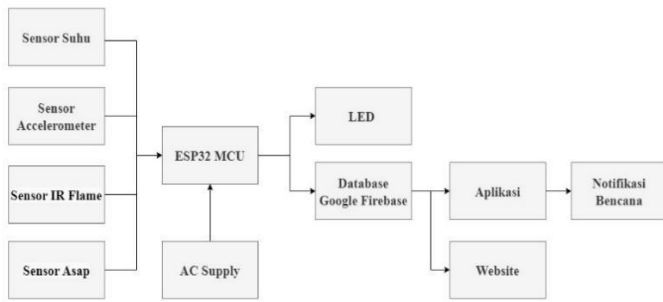 Sensor Suhu
Sensor
Accelerometer
Sensor IR Flame
Sensor Asap
ESP32 MCU
AC Supply
LED
Database
Google Firebase
Aplikasi
Website
Notifikasi
Bencana